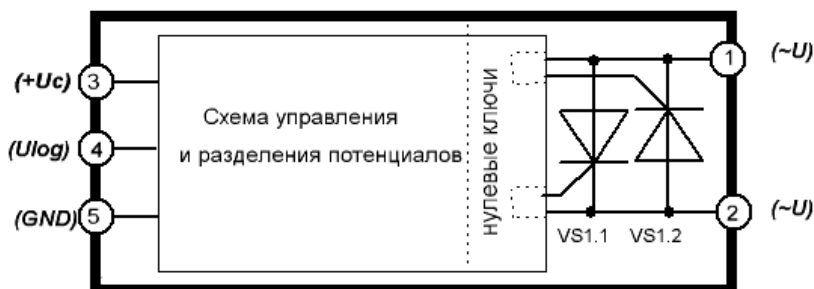 (+Uc)
3
(Ulog)
4
(GND)
5
Схема управления
и разделения потенциалов
нулевые ключи
VS1.1
VS1.2
1
(~U)
2
(~U)